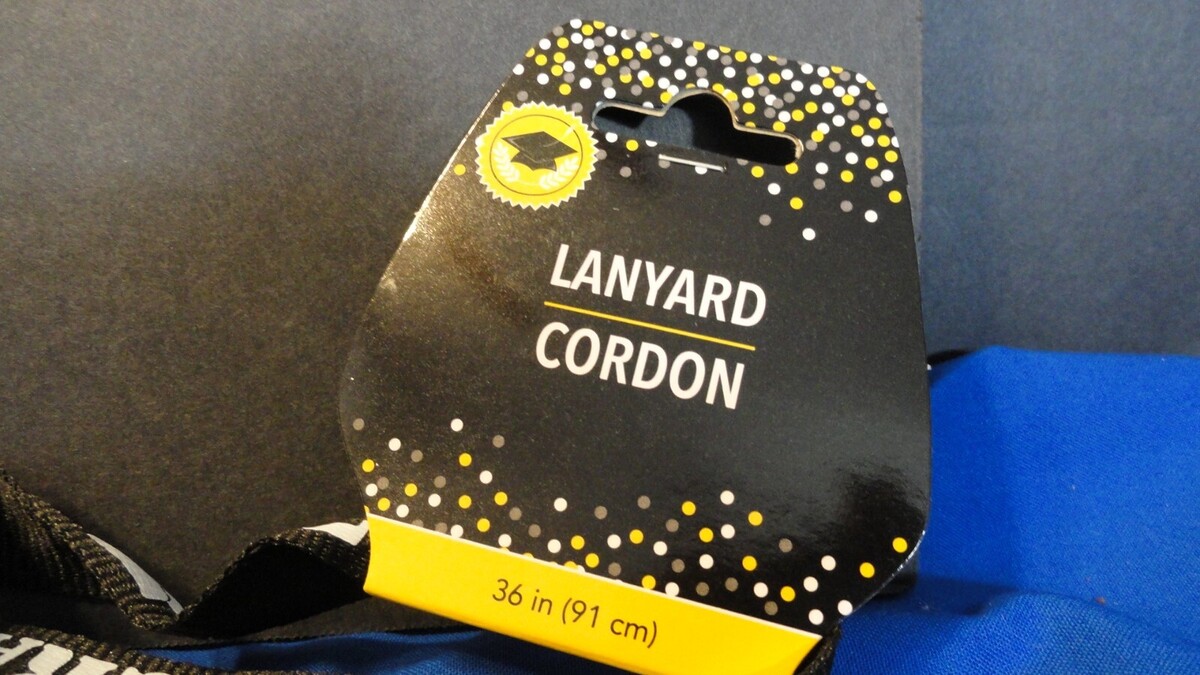 LANYARD
CORDON
36 in (91 cm)